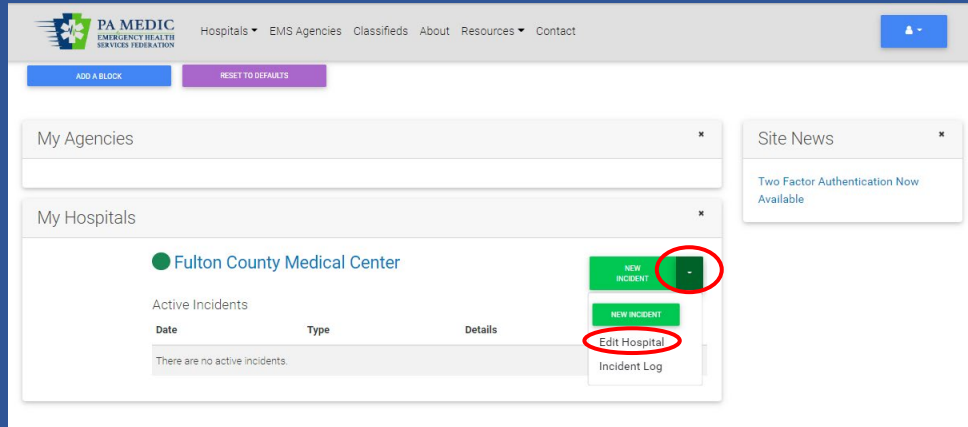 PA MEDIC
EMERGENCY HEALTH
SERVICES FEDERATION
Hospitals EMS Agencies Classifieds About Resources Contact
ADD A BLOCK RESET TO DEFAULTS
My Agencies
Site News
Two Factor Authentication Now
Available
My Hospitals
Fulton County Medical Center
NEW
INCIDENT
Active Incidents
NEW INCIDENT
Date Type Details
Edit Hospital
There are no active incidents.
Incident Log